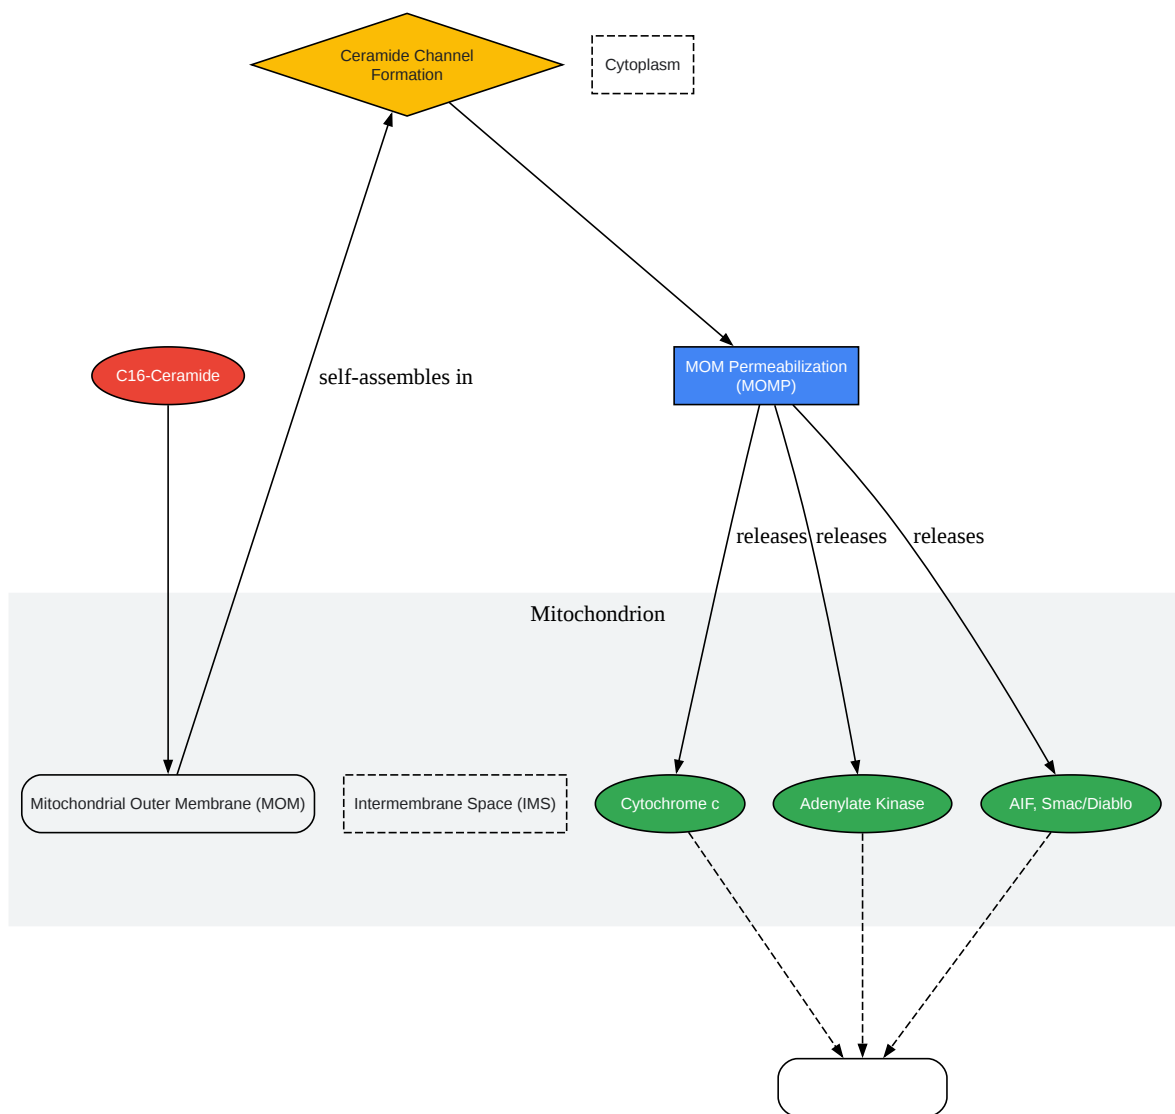 Ceramide Channel
Formation
Cytoplasm
C16-Ceramide
self-assembles in
MOM Permeabilization
(MOMP)
releases
releases
releases
Mitochondrion
Mitochondrial Outer Membrane (MOM)
Intermembrane Space (IMS)
Cytochrome c
Adenylate Kinase
AIF, Smac/Diablo